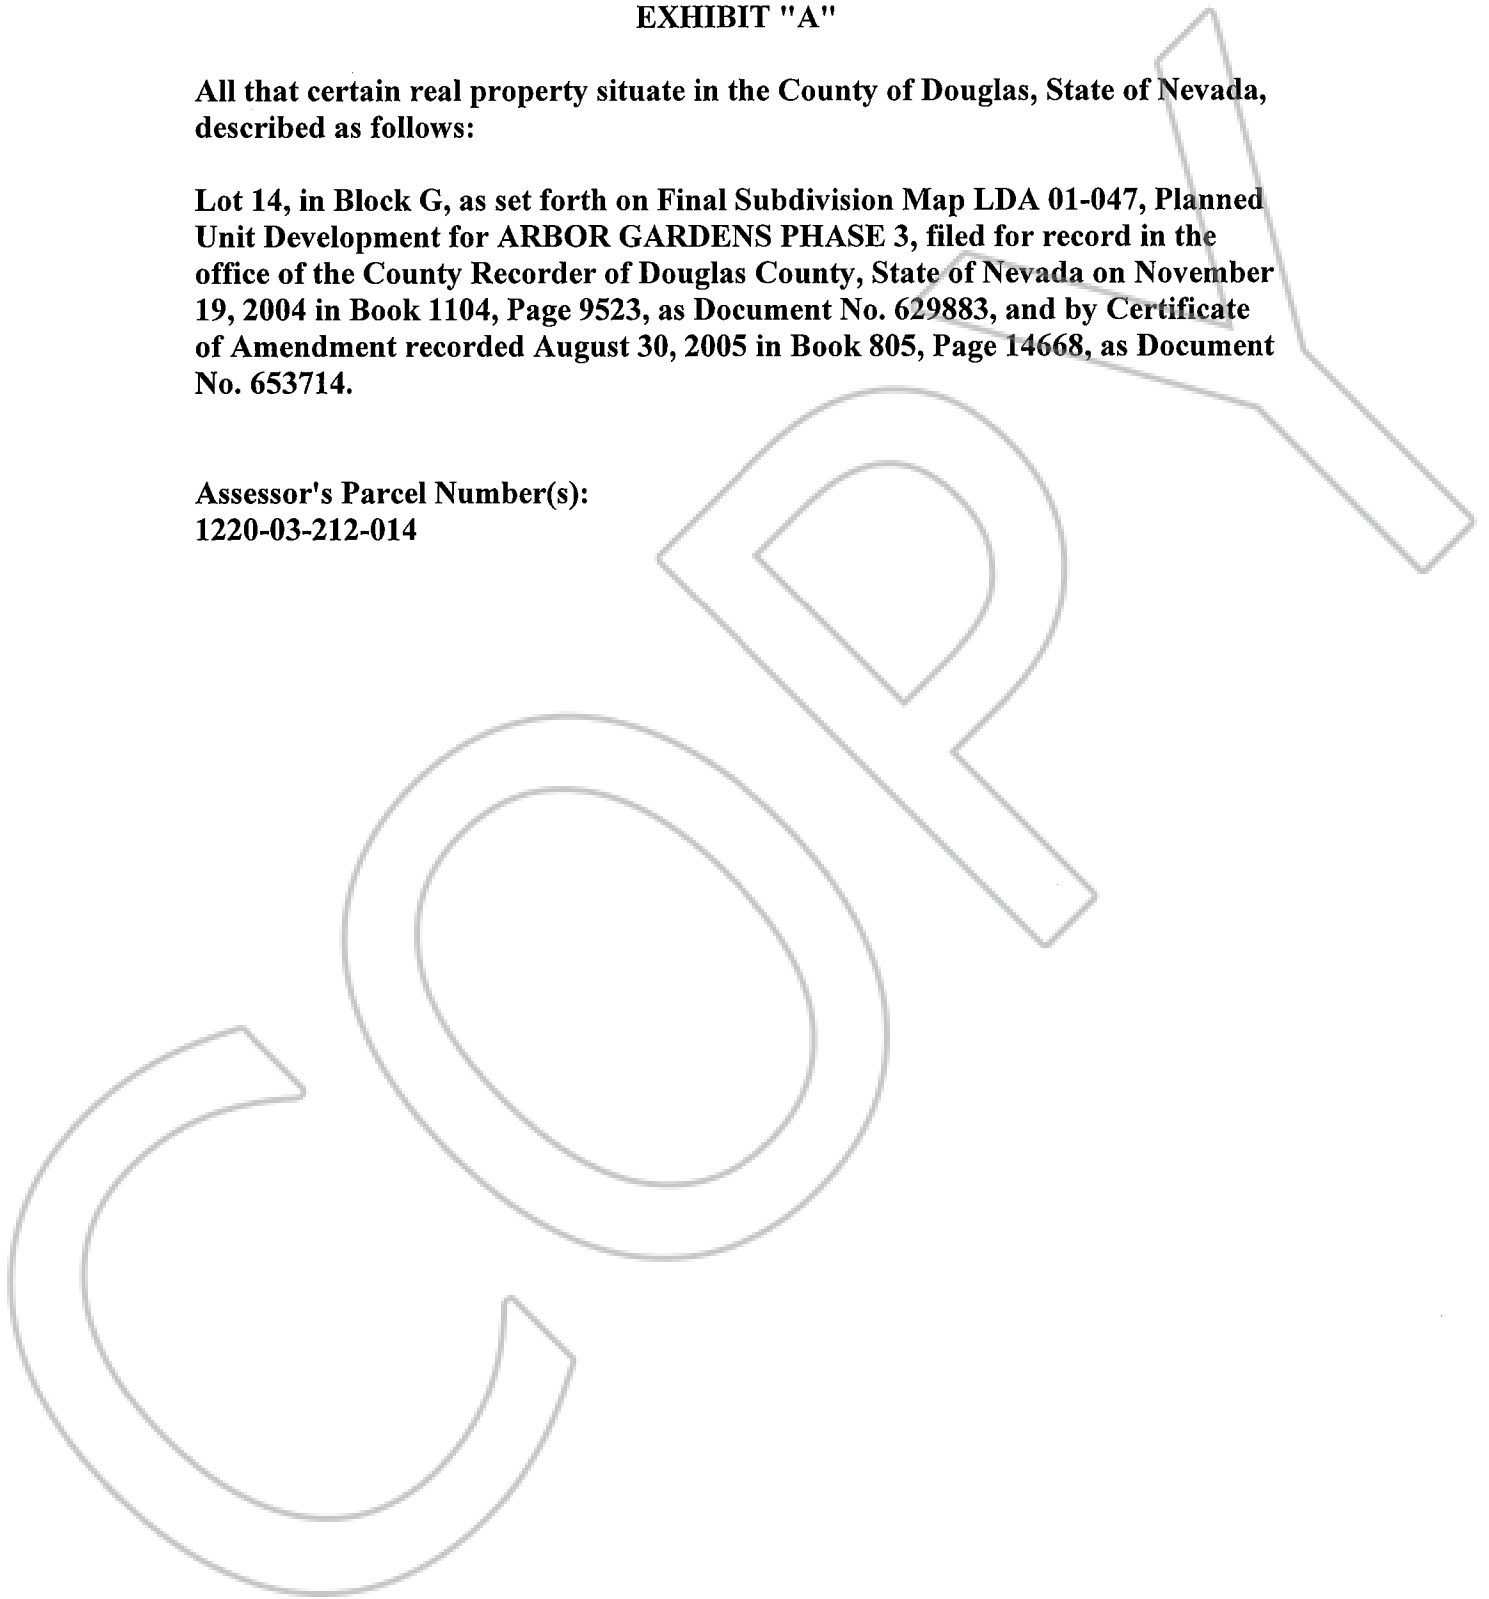 EXHIBIT "A"
All that certain real property situate in the County of Douglas, State of Nevada,
described as follows:
Lot 14, in Block G, as set forth on Final Subdivision Map LDA 01-047, Planned
Unit Development for ARBOR GARDENS PHASE 3, filed for record in the
office of the County Recorder of Douglas County, State of Nevada on November
19, 2004 in Book 1104, Page 9523, as Document No. 629883, and by Certificate
of Amendment recorded August 30, 2005 in Book 805, Page 14668, as Document
No. 653714.
Assessor's Parcel Number(s):
1220-03-212-014
COPY